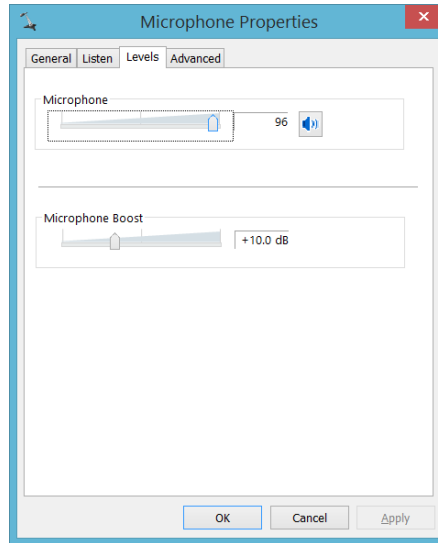 Microphone Properties
General Listen Levels Advanced
Microphone
96
Microphone Boost
+10.0 dB
OK Cancel Apply